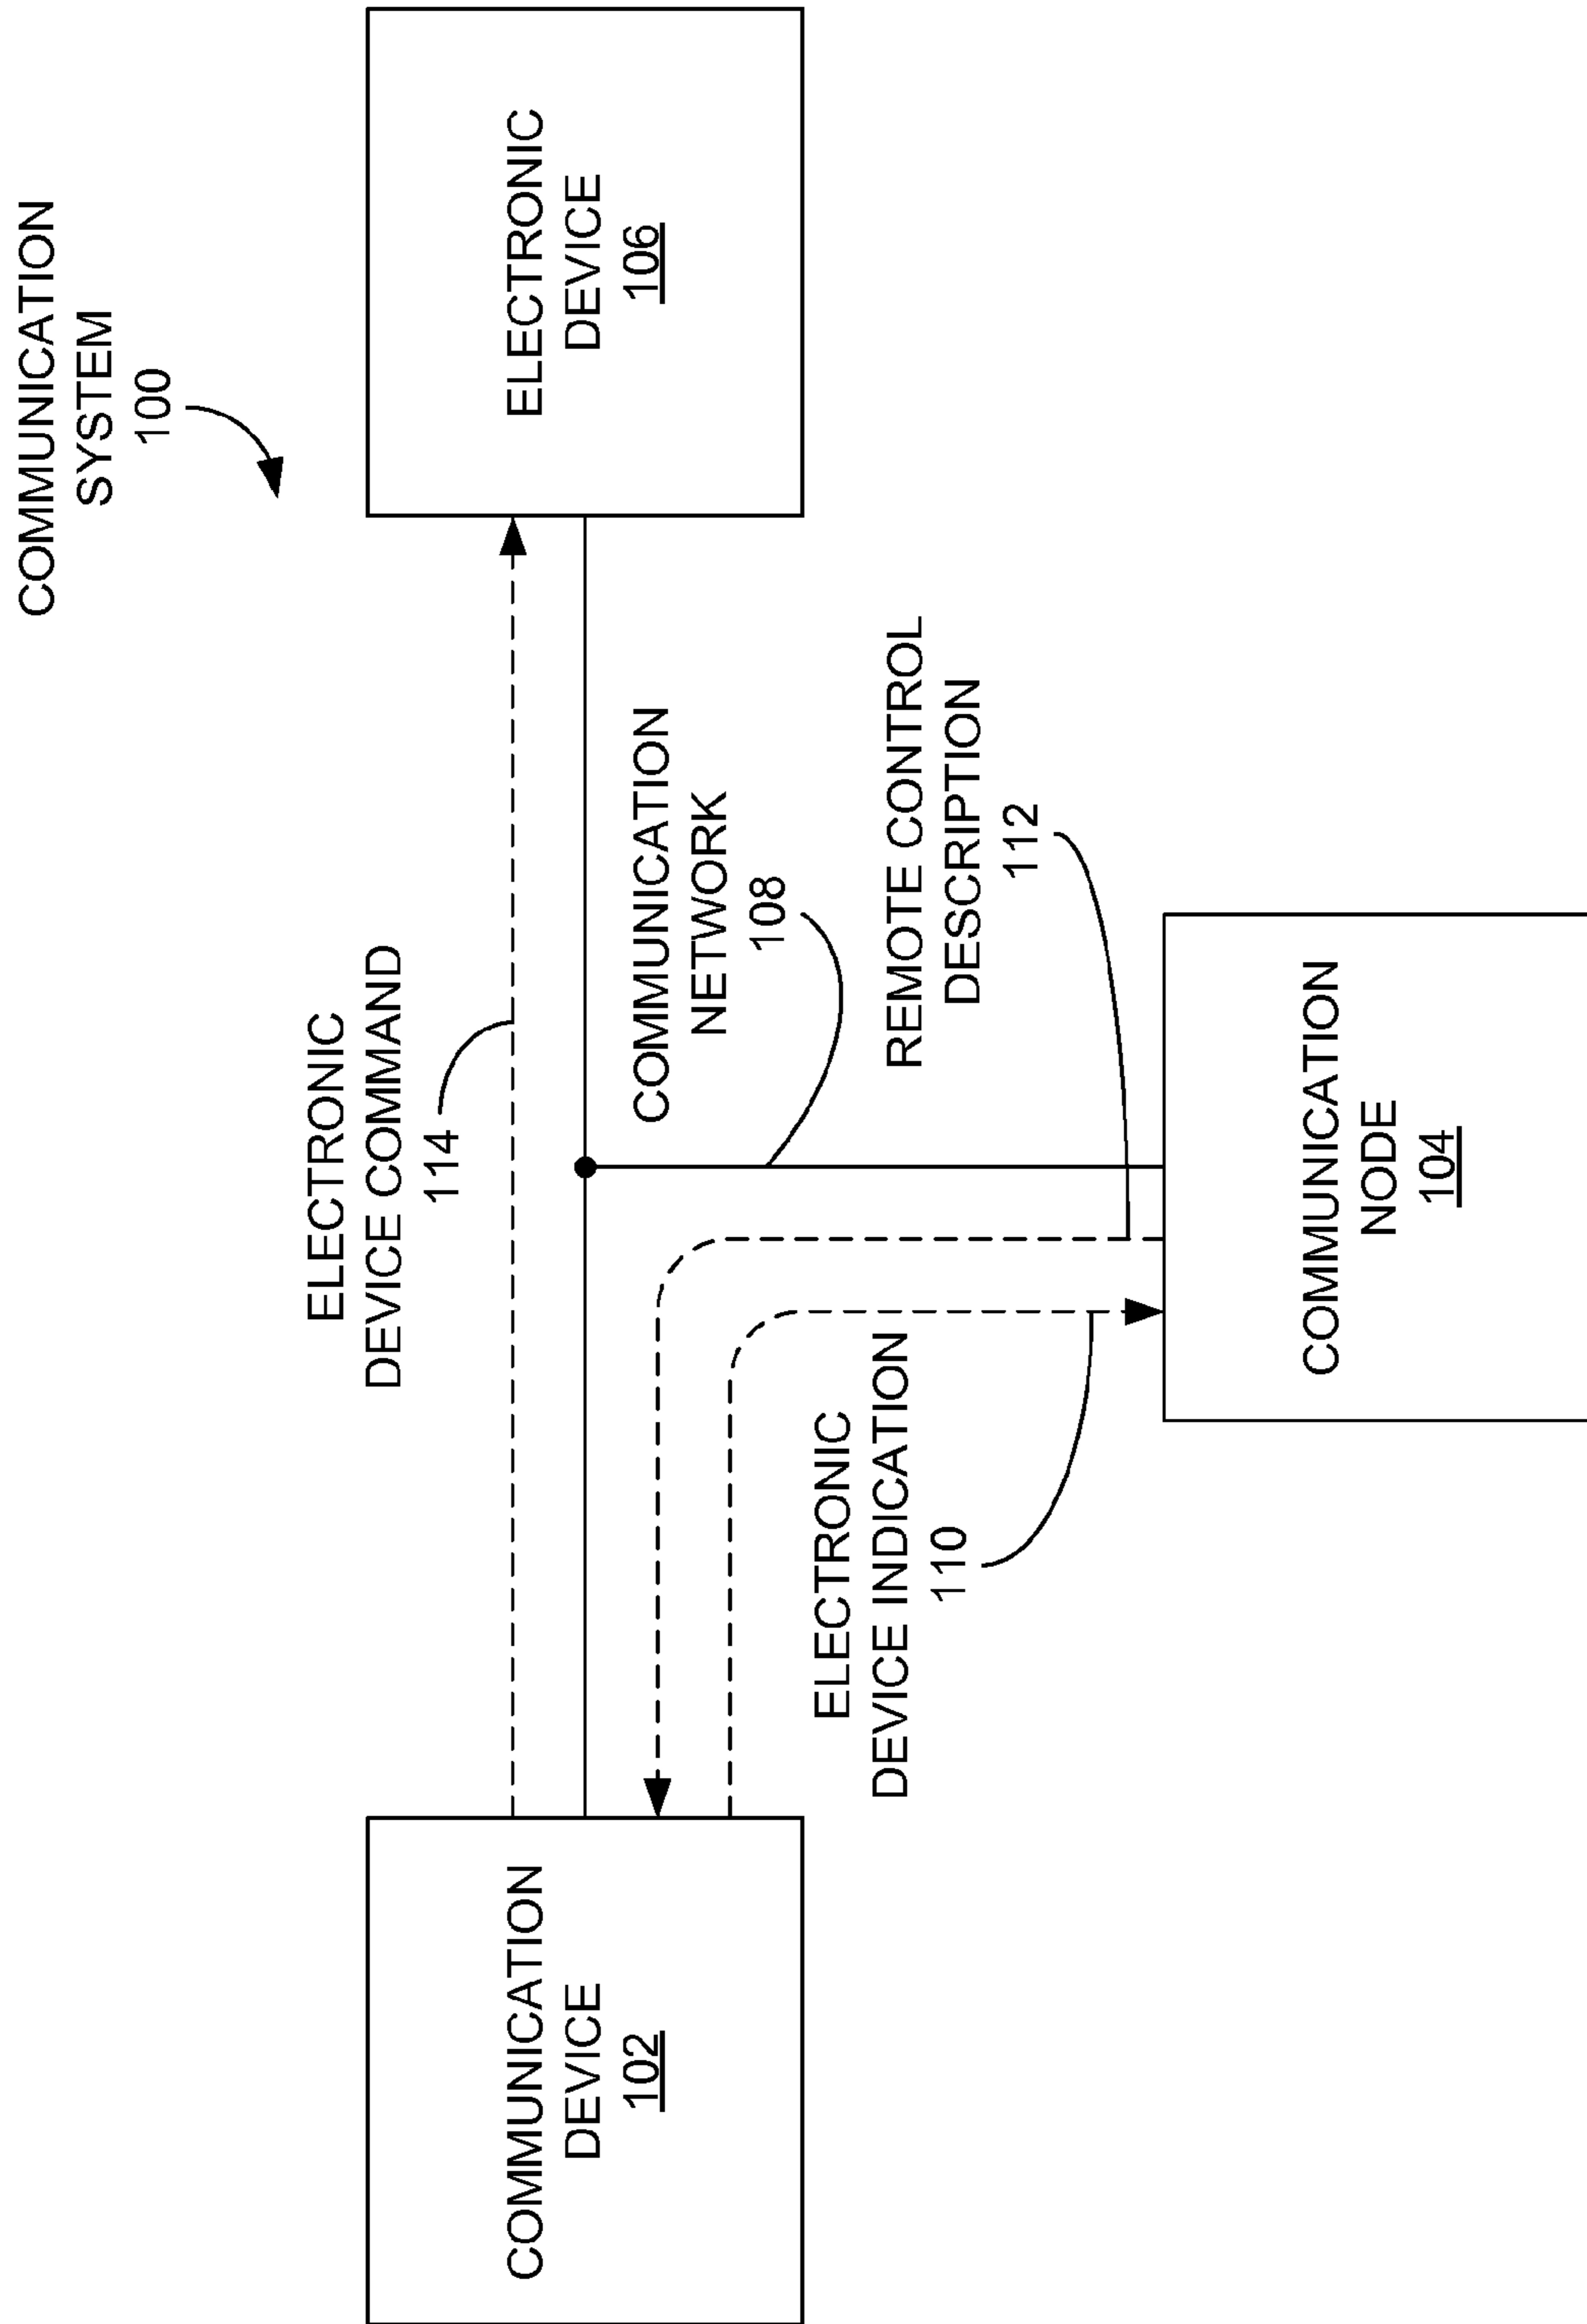 COMMUNICATION
SYSTEM
100
ELECTRONIC
DEVICE COMMAND
114
COMMUNICATION
DEVICE
102
ELECTRONIC
DEVICE
106
COMMUNICATION
NETWORK
108
ELECTRONIC
DEVICE INDICATION
110
REMOTE CONTROL
DESCRIPTION
112
COMMUNICATION
NODE
104